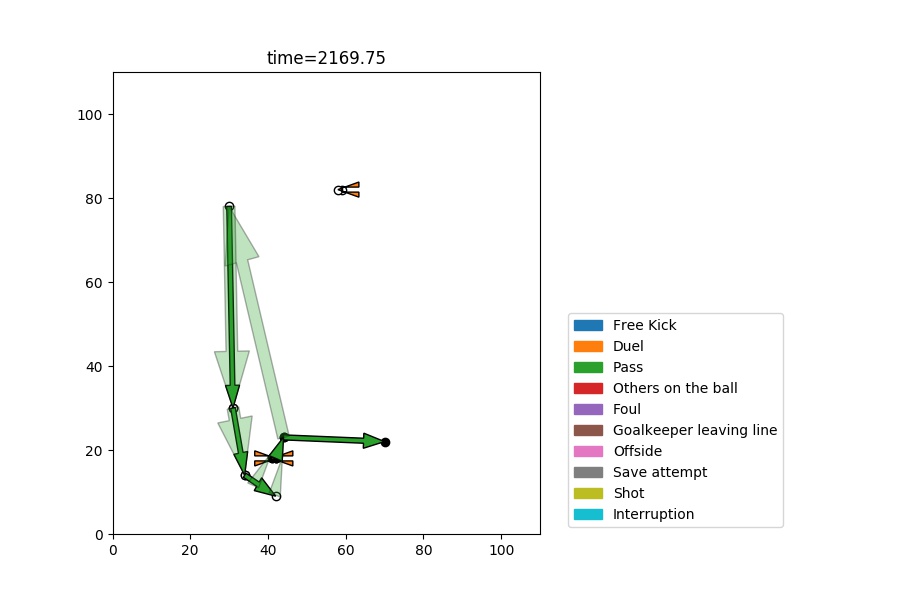 time=2169.75
100
80
60
40
20
0
0 20 40 60 80 100
Free Kick
Duel
Pass
Others on the ball
Foul
Goalkeeper leaving line
Offside
Save attempt
Shot
Interruption